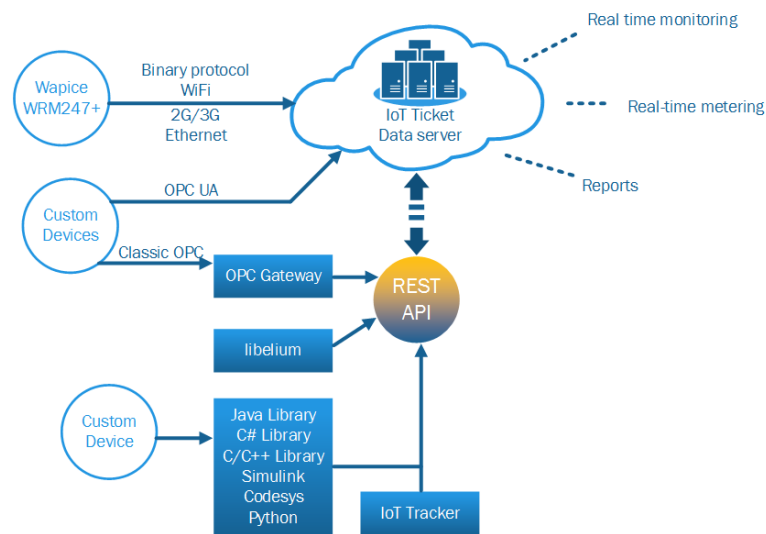 Real time monitoring
Wapice
WRM247+
Binary protocol
WiFi
2G/3G
Ethernet
IoT Ticket
Data server
Real-time metering
Reports
OPC UA
Custom
Devices
Classic OPC
OPC Gateway
REST
API
libelium
Custom
Device
Java Library
C# Library
C/C++ Library
Simulink
Codesys
Python
IoT Tracker